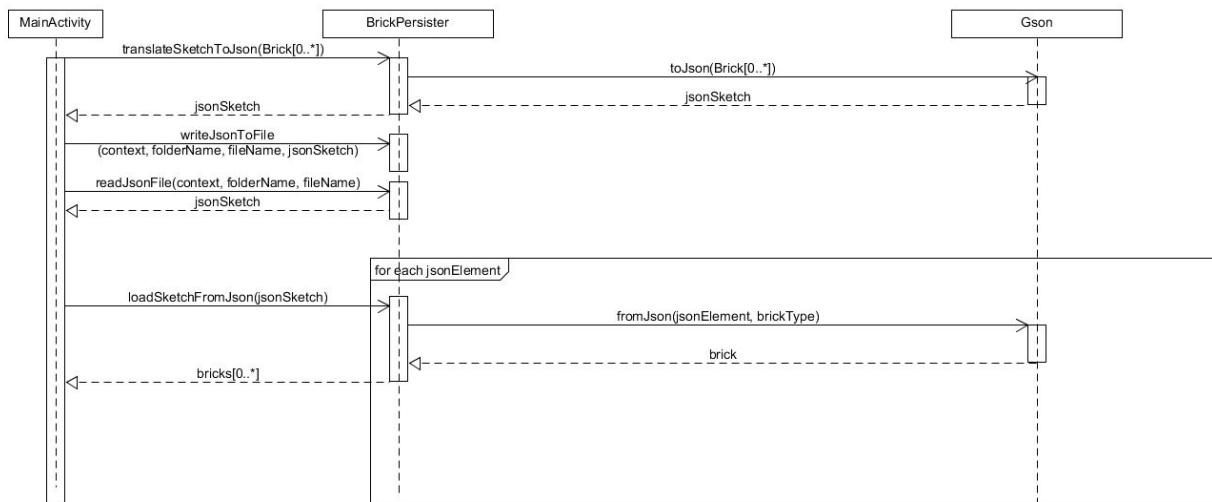 MainActivity
BrickPersister
Gson
translateSketchToJson(Brick[0..*])
toJson(Brick[0..*])
jsonSketch
jsonSketch
writeJsonToFile
(context, folderName, fileName, jsonSketch)
readJsonFile(context, folderName, fileName)
jsonSketch
for each jsonElement
loadSketchFromJson(jsonSketch)
fromJson(jsonElement, brickType)
brick
bricks[0..*]